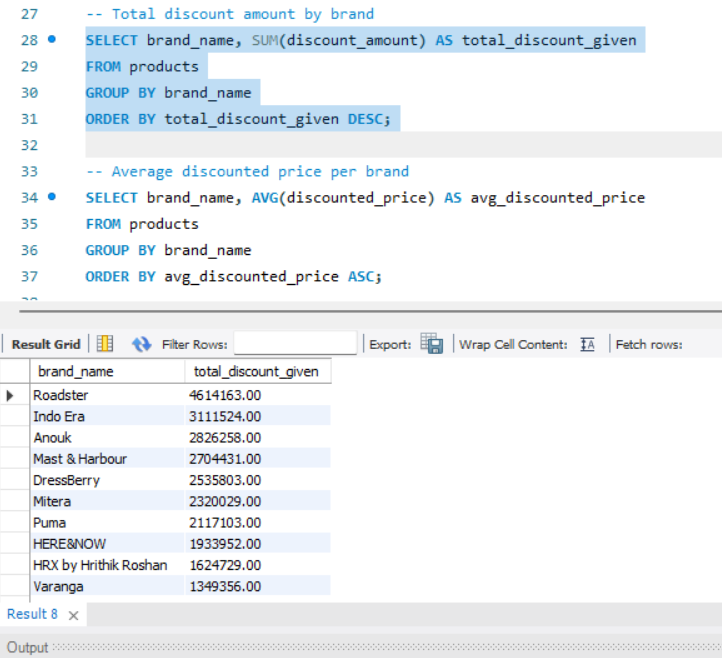 27 -- Total discount amount by brand
28 SELECT brand_name, SUM(discount_amount) AS total_discount_given
29 FROM products
30 GROUP BY brand_name
31 ORDER BY total_discount_given DESC;
32
33 -- Average discounted price per brand
34 SELECT brand_name, AVG(discounted_price) AS avg_discounted_price
35 FROM products
36 GROUP BY brand_name
37 ORDER BY avg_discounted_price ASC;
Result Grid Filter Rows: Export: Wrap Cell Content: IA Fetch rows:
brand_name total_discount_given
Roadster 4614163.00
Indo Era 3111524.00
Anouk 2826258.00
Mast & Harbour 2704431.00
DressBerry 2535803.00
Mitera 2320029.00
Puma 2117103.00
HERE&NOW 1933952.00
HRX by Hrithik Roshan 1624729.00
Varanga 1349356.00
Result 8 ×
Output